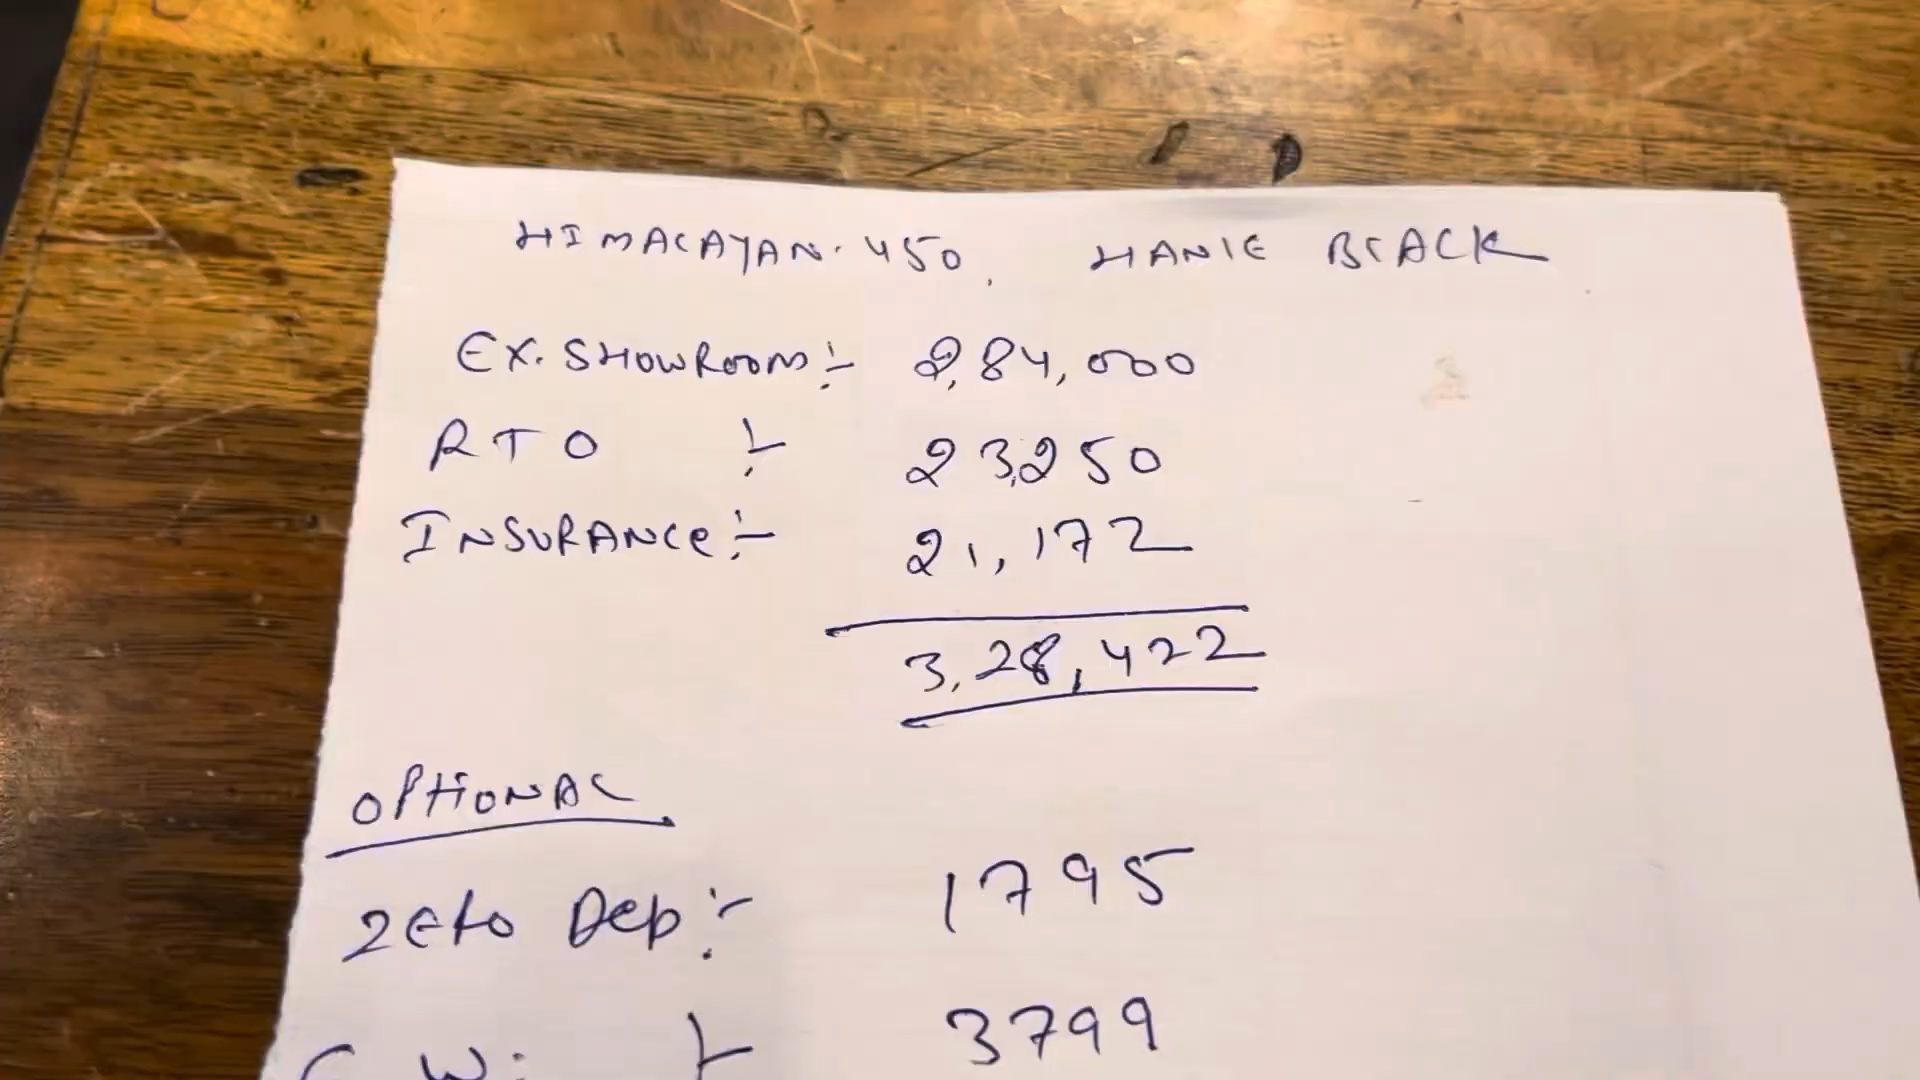 HIMALAYAN. 450, HANLE BLACK
EX. SHOWROOM :- 2,84,000
RTO :- 23,250
INSURANCE :- 21,172
3,28,422
OPTIONAL
Zero Dep :- 1795
:- 3799